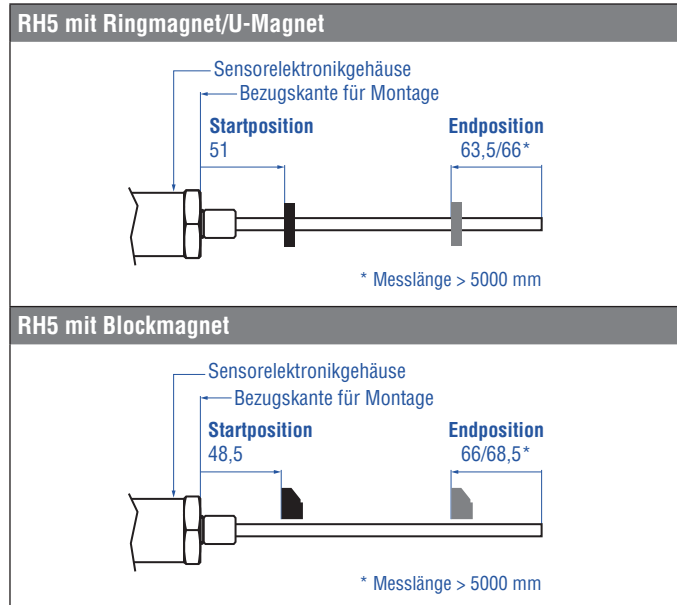 RH5 mit Ringmagnet/U-Magnet
Sensorelektronikgehäuse
Bezugskante für Montage
Startposition
51
Endposition
63,5/66*
* Messlänge > 5000 mm
RH5 mit Blockmagnet
Sensorelektronikgehäuse
Bezugskante für Montage
Startposition
48,5
Endposition
66/68,5*
* Messlänge > 5000 mm